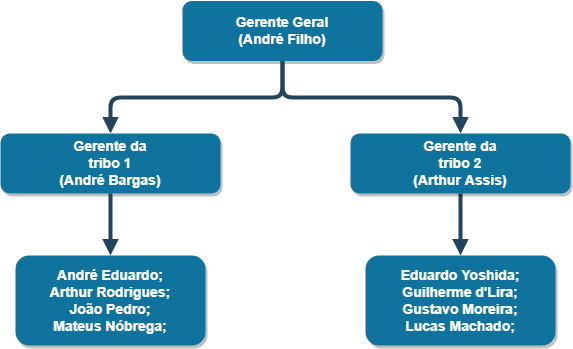 Gerente Geral
(André Filho)
Gerente da
tribo 1
(André Bargas)
Gerente da
tribo 2
(Arthur Assis)
André Eduardo;
Arthur Rodrigues;
João Pedro;
Mateus Nóbrega;
Eduardo Yoshida;
Guilherme d'Lira;
Gustavo Moreira;
Lucas Machado;